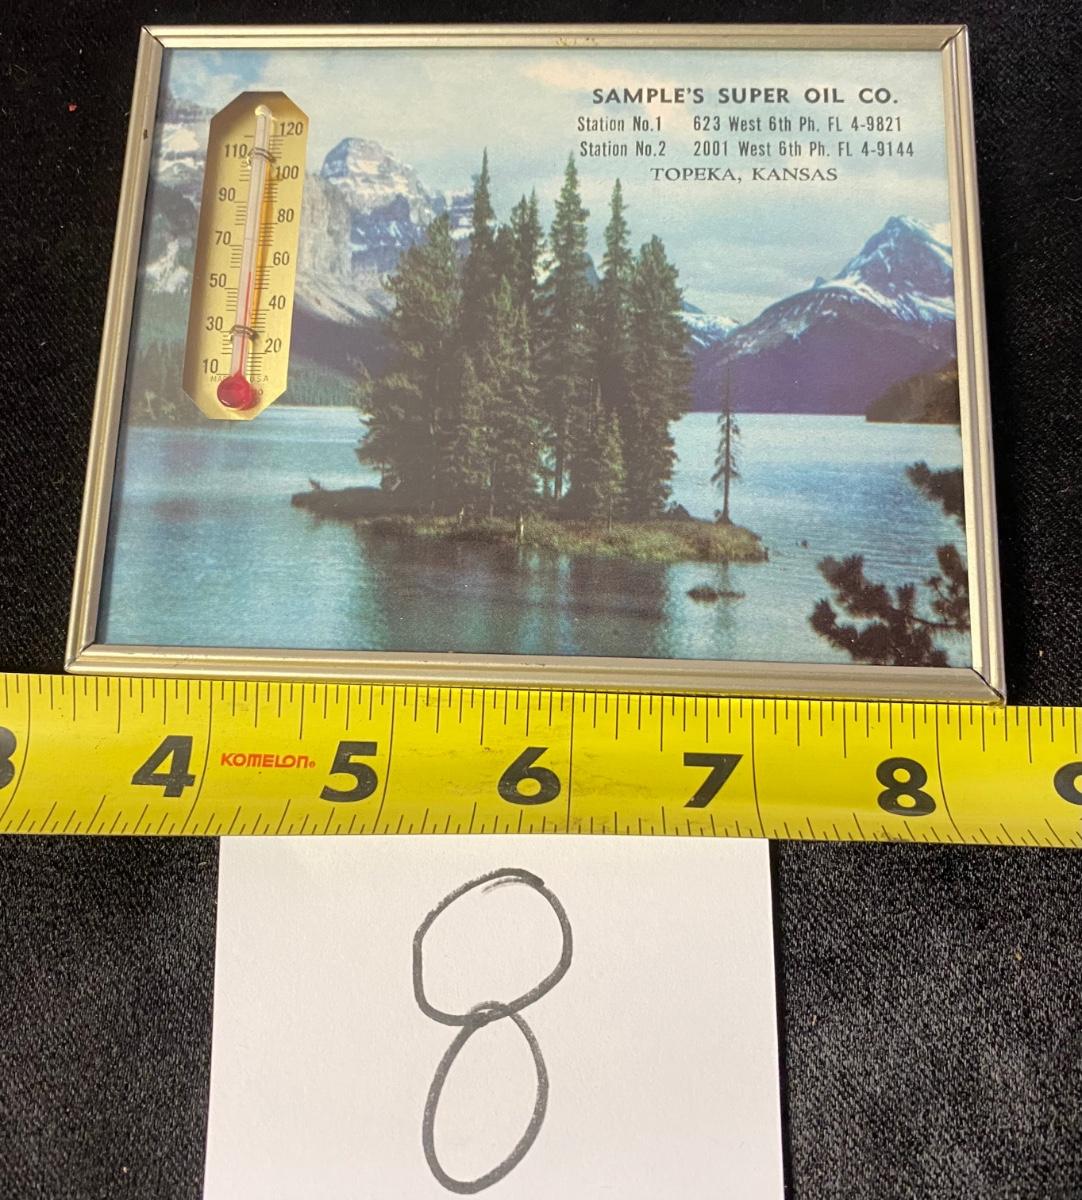 SAMPLE'S SUPER OIL CO.
Station No.1 623 West 6th Ph. FL 4-9821
Station No.2 2001 West 6th Ph. FL 4-9144
TOPEKA, KANSAS
120
110
100
90
80
70
60
50
40
30
20
10
3 4 KOMELON® 5 6 7 8 9
8